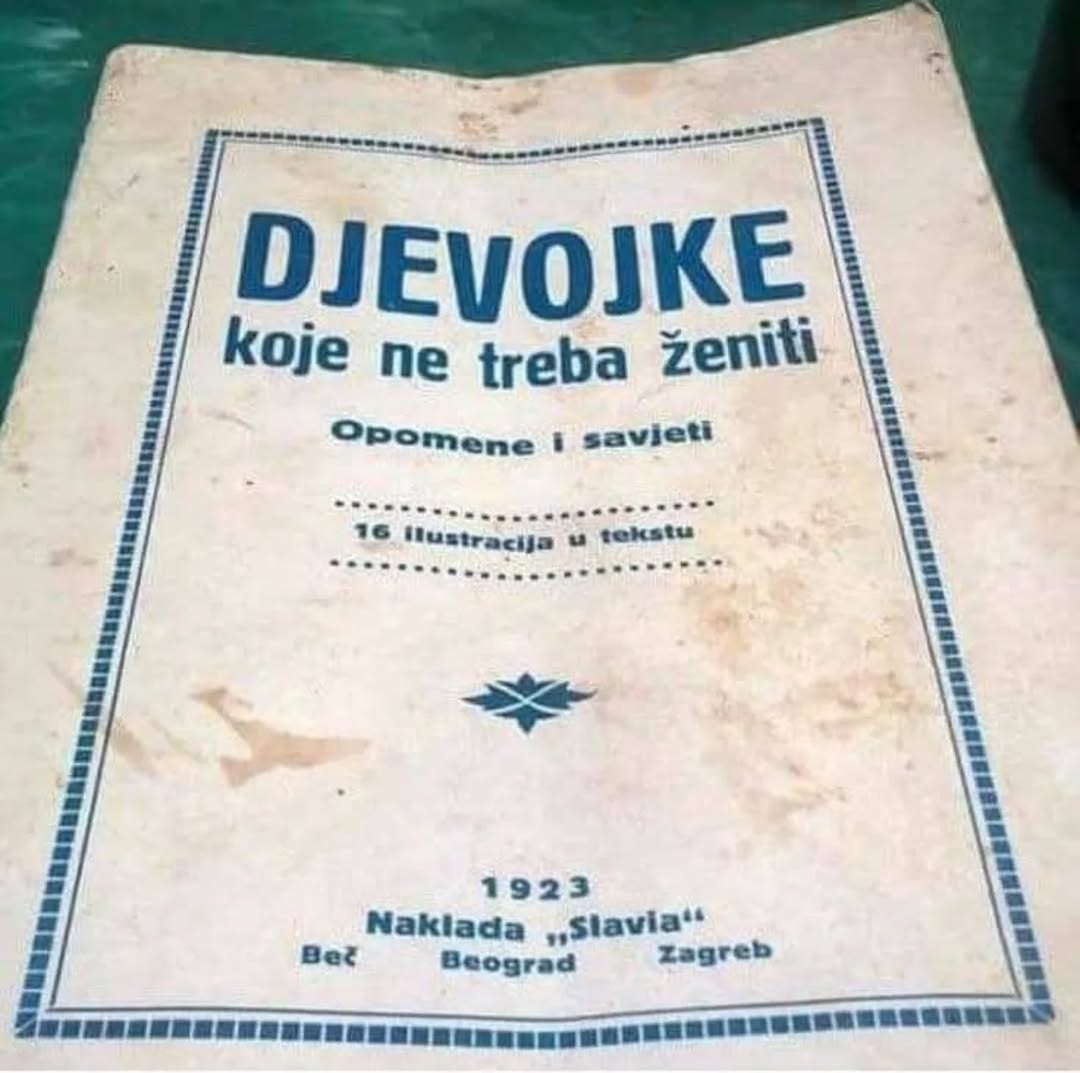 DJEVOJKE
koje ne treba ženiti
Opomene i savjeti
16 ilustracija u tekstu
1923
Naklada „Slavia“
Beč Beograd Zagreb